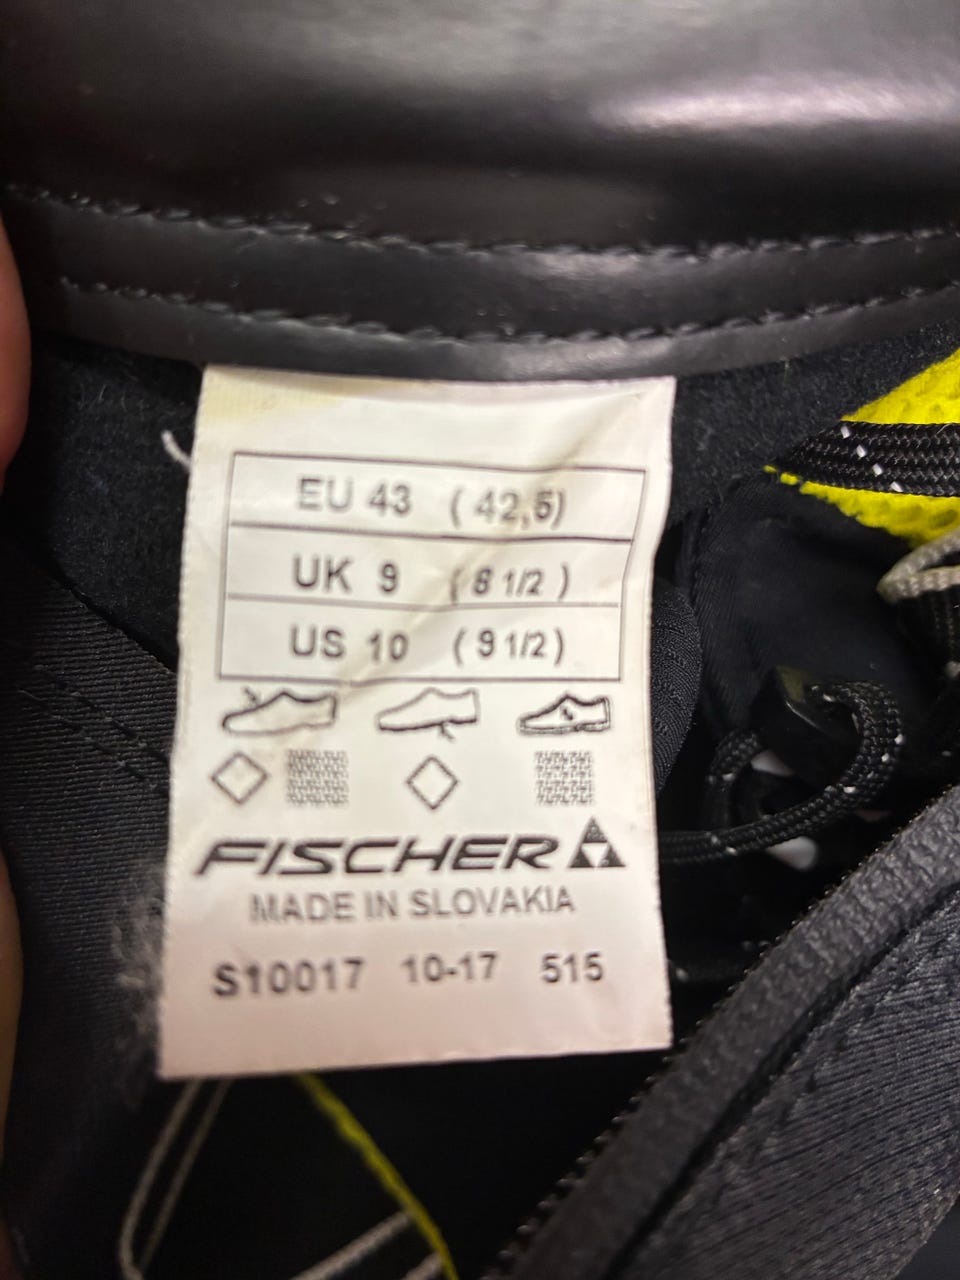 EU 43 (42,5)
UK 9 (8 1/2)
US 10 (9 1/2)
FISCHER
MADE IN SLOVAKIA
S10017 10-17 515